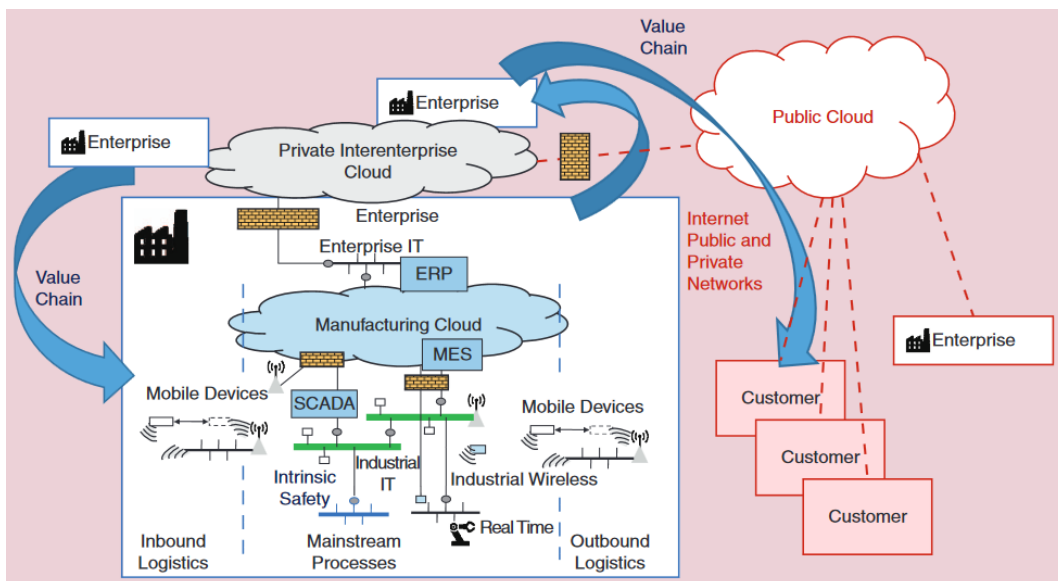 Value
Chain
Enterprise
Public Cloud
Enterprise
Private Interenterprise
Cloud
Enterprise
Internet
Public and
Private
Networks
Enterprise IT
ERP
Value
Chain
Manufacturing Cloud
MES
Enterprise
Mobile Devices
SCADA
Mobile Devices
Customer
Customer
Customer
Intrinsic
Safety
Industrial
IT
Industrial Wireless
Real Time
Inbound
Logistics
Mainstream
Processes
Outbound
Logistics